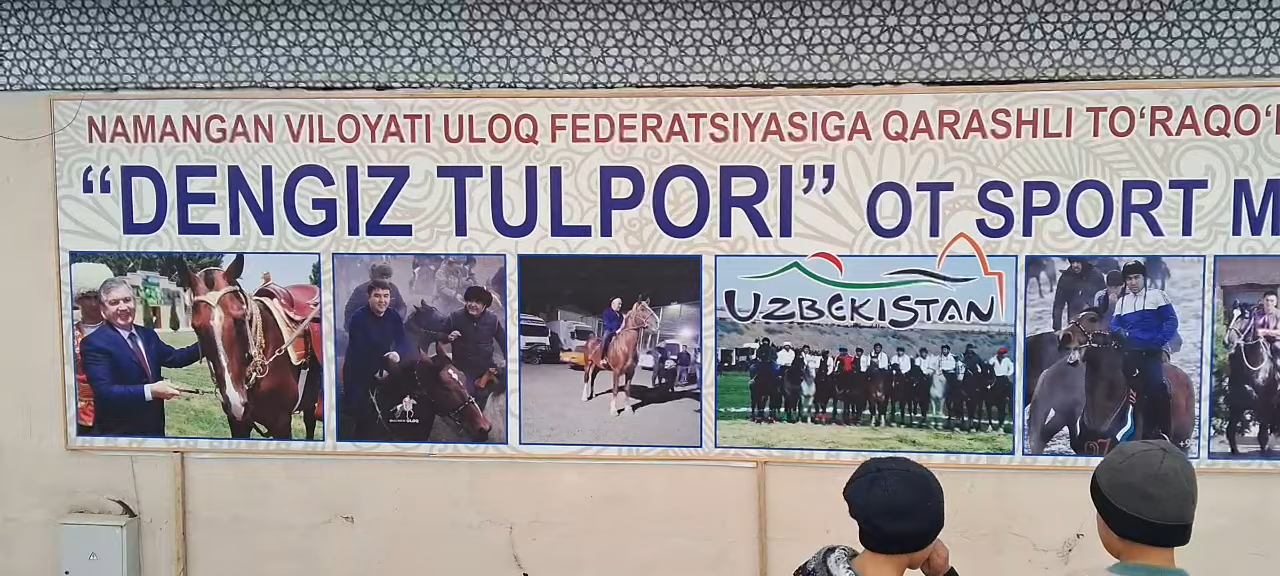 NAMANGAN VILOYATI ULOQ FEDERATSIYASIGA QARASHLI TO‘RAQO‘
“DENGIZ TULPORI” OT SPORT M
UZBEKISTAN